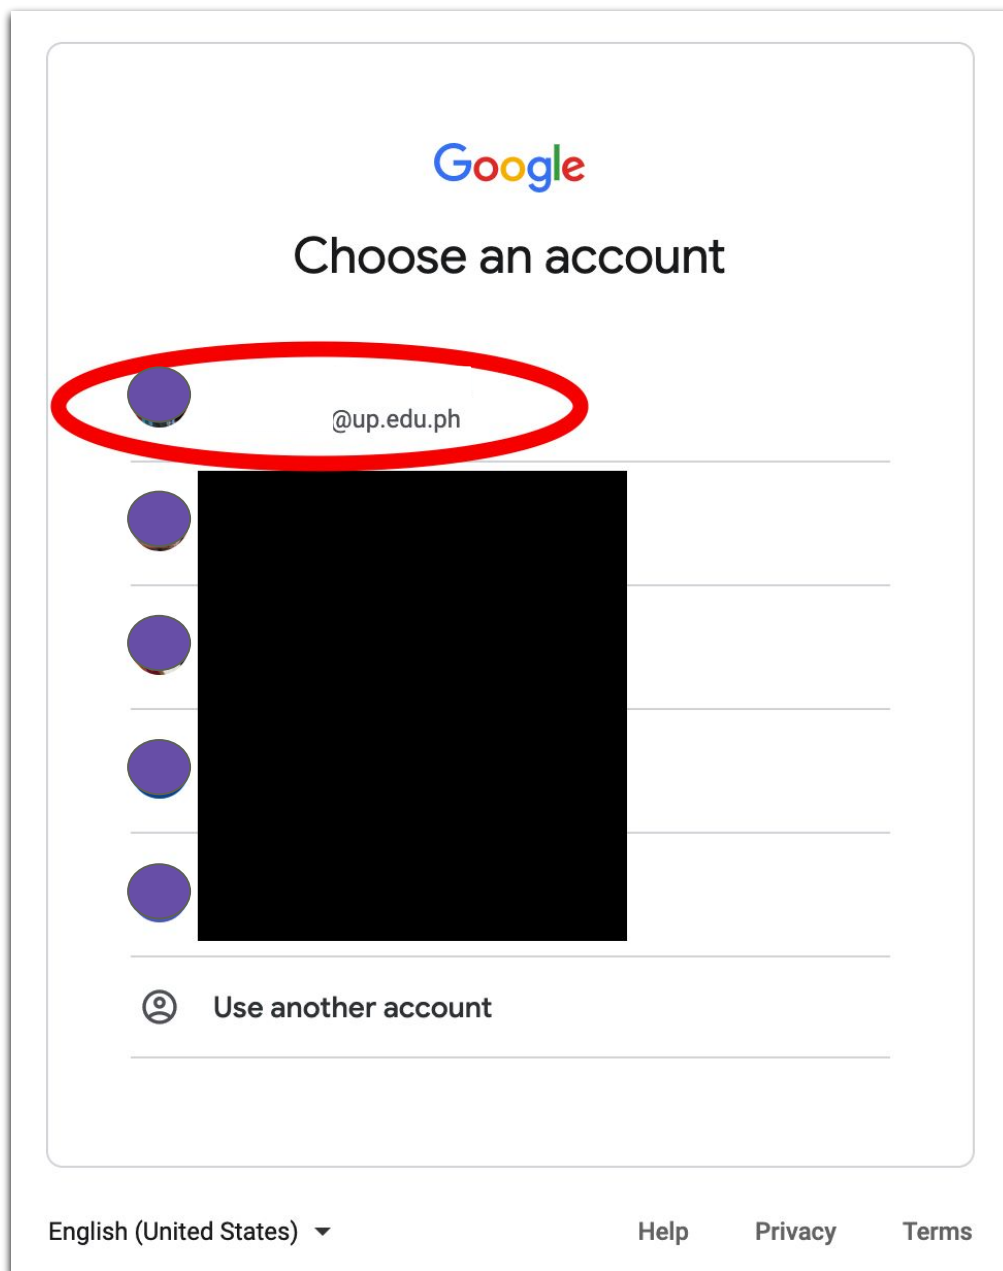 Google
Choose an account
@up.edu.ph
Use another account
English (United States)
Help Privacy Terms